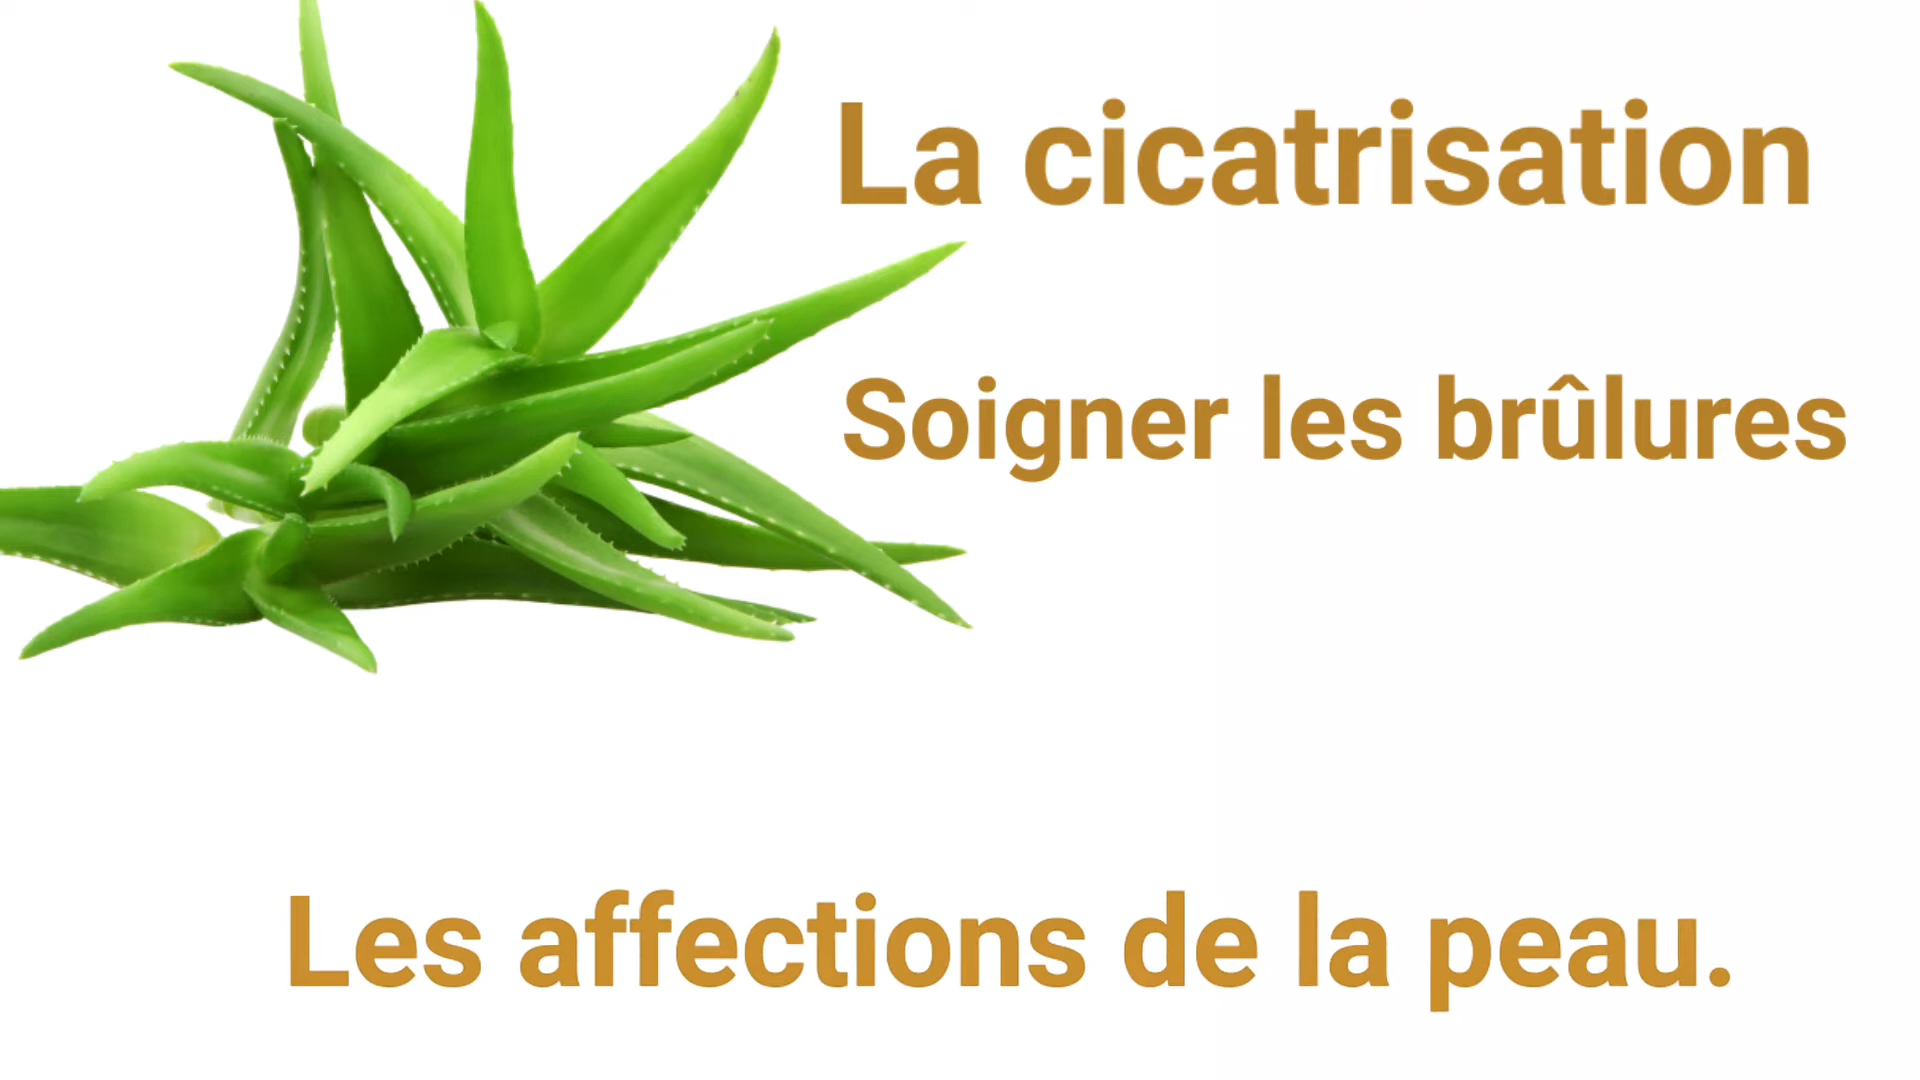 La cicatrisation
Soigner les brûlures
Les affections de la peau.